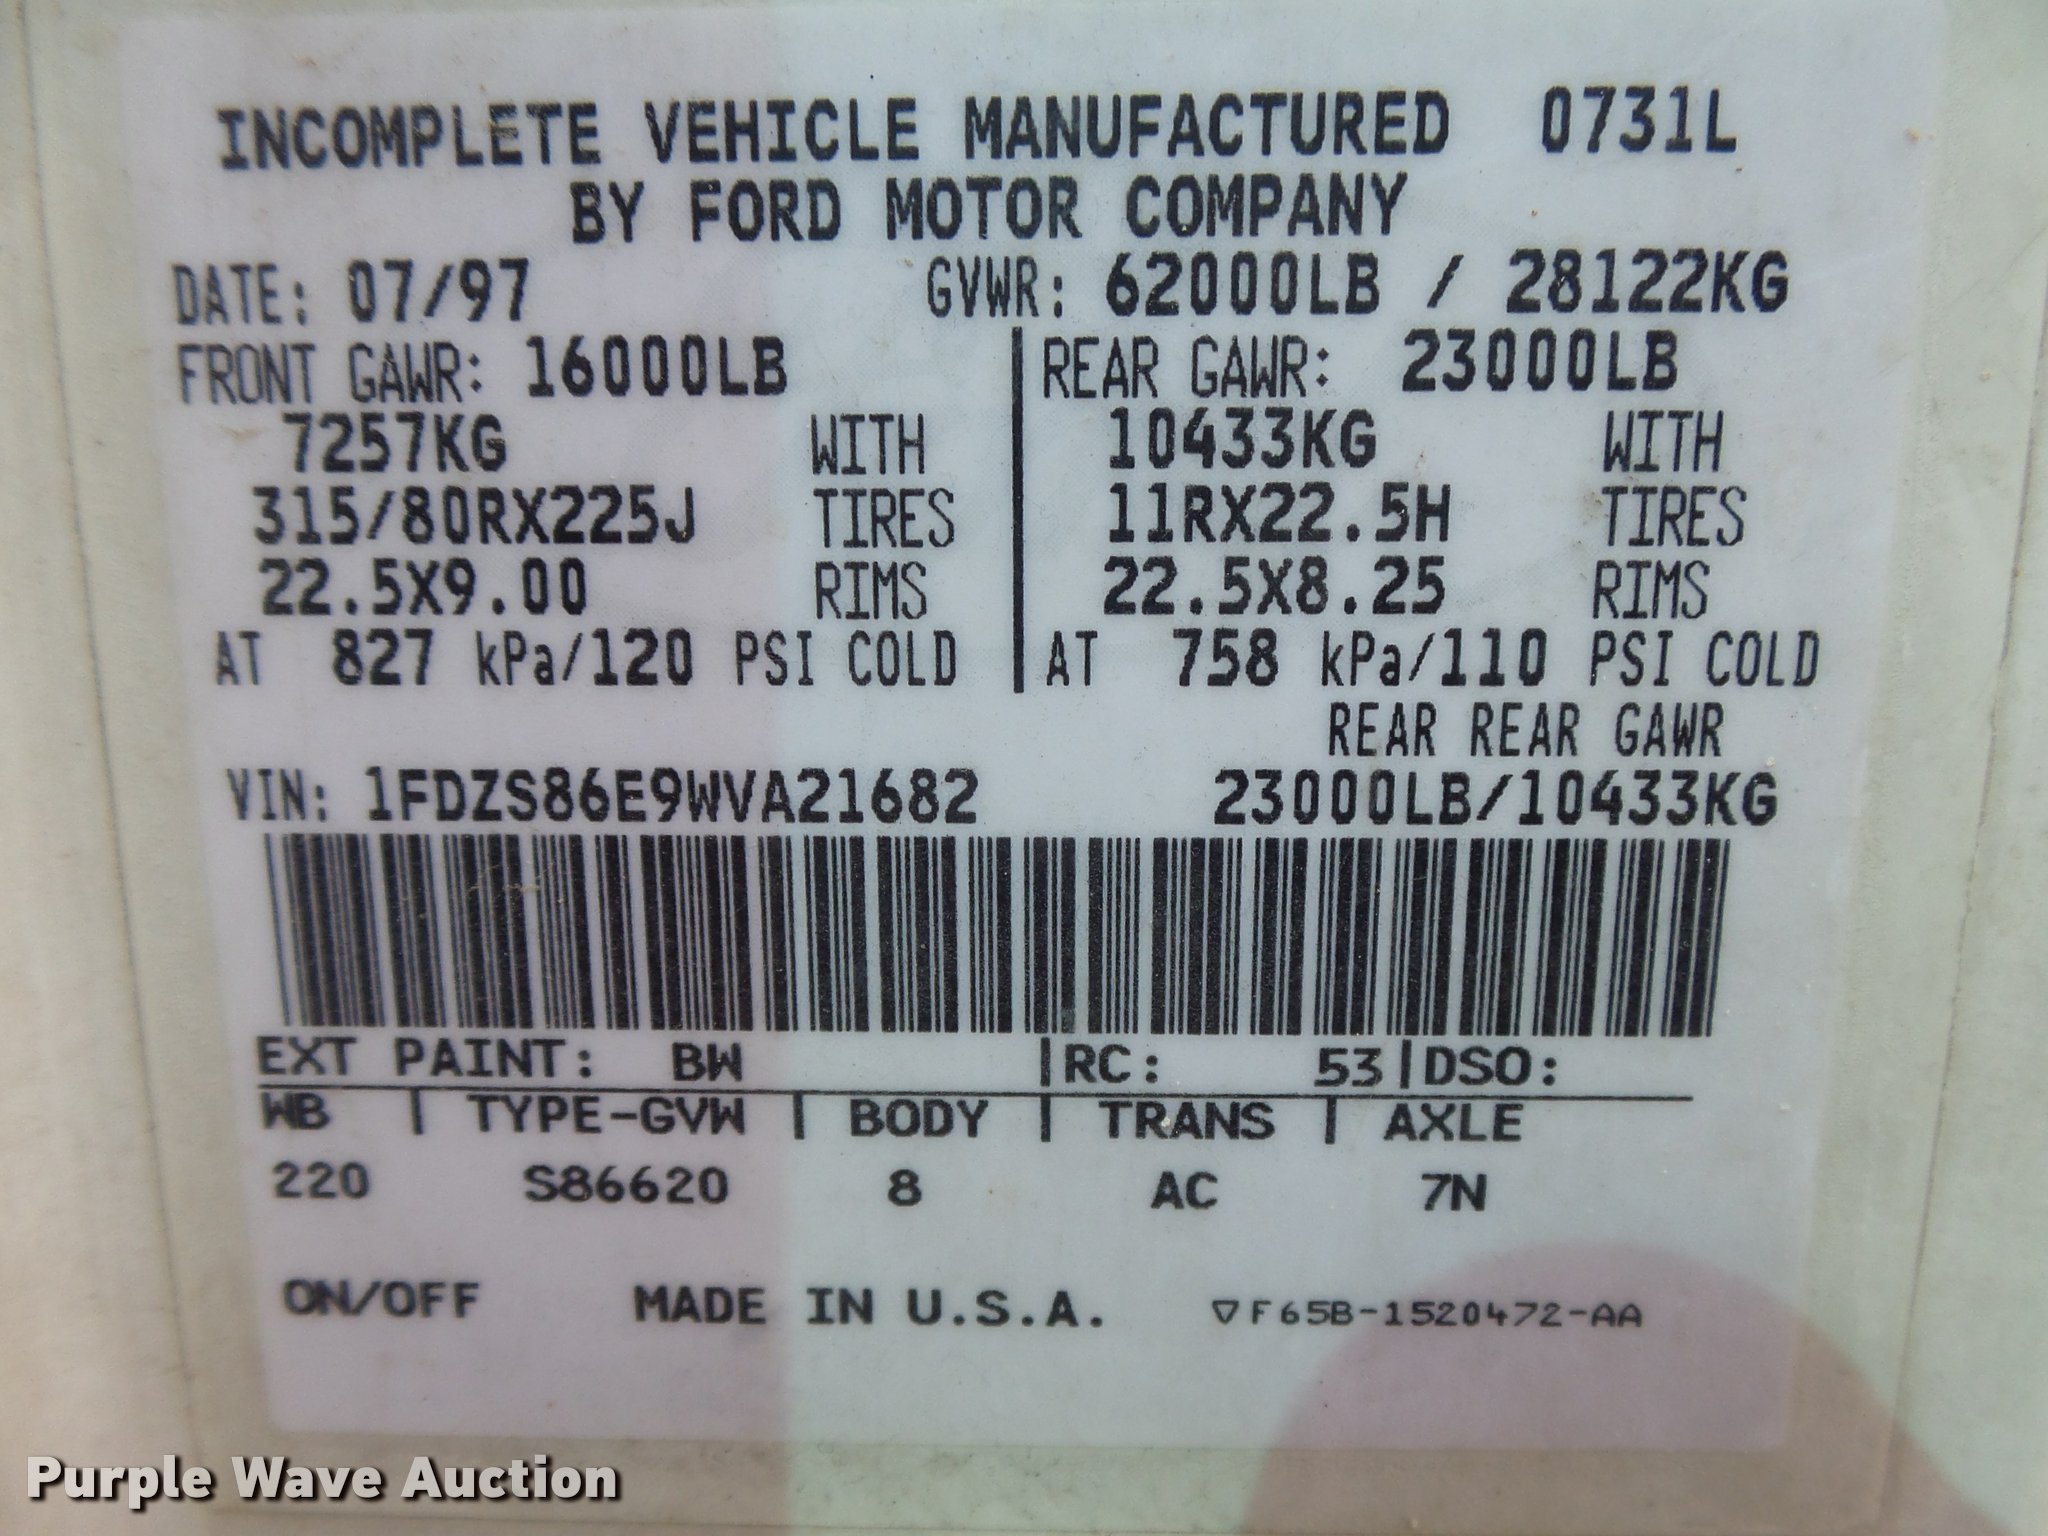 INCOMPLETE VEHICLE MANUFACTURED 0731L
BY FORD MOTOR COMPANY
DATE: 07/97 GVWR: 62000LB / 28122KG
FRONT GAWR: 16000LB
7257KG WITH
315/80RX225J TIRES
22.5X9.00 RIMS
AT 827 kPa/120 PSI COLD
REAR GAWR: 23000LB
10433KG WITH
11RX22.5H TIRES
22.5X8.25 RIMS
AT 758 kPa/110 PSI COLD
REAR REAR GAWR
VIN: 1FDZS86E9WVA21682 23000LB/10433KG
EXT PAINT: BW |RC: 53|DSO:
WB | TYPE-GVW | BODY | TRANS | AXLE
220 S86620 8 AC 7N
ON/OFF MADE IN U.S.A. ▽F65B-1520472-AA
Purple Wave Auction